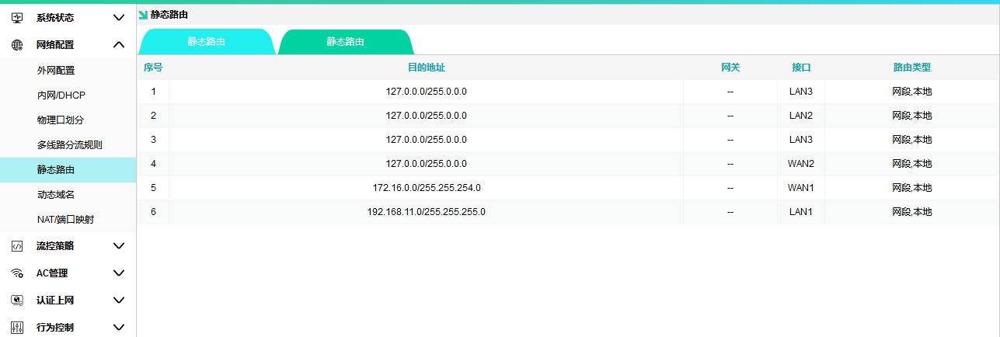 静态路由
系统状态
网络配置
外网配置
内网/DHCP
物理口划分
多线路分流规则
静态路由
动态域名
NAT/端口映射
流控策略
AC管理
认证上网
行为控制
静态路由 静态路由
序号 目的地址 网关 接口 路由类型
1 127.0.0.0/255.0.0.0 -- LAN3 网段,本地
2 127.0.0.0/255.0.0.0 -- LAN2 网段,本地
3 127.0.0.0/255.0.0.0 -- LAN3 网段,本地
4 127.0.0.0/255.0.0.0 -- WAN2 网段,本地
5 172.16.0.0/255.255.254.0 -- WAN1 网段,本地
6 192.168.11.0/255.255.255.0 -- LAN1 网段,本地